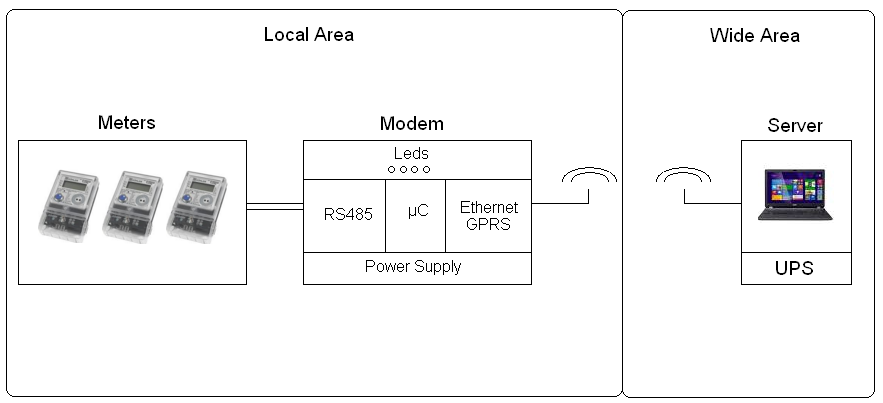 Local Area
Wide Area
Meters
Modem
Server
Leds
RS485
µC
Ethernet
GPRS
Power Supply
UPS